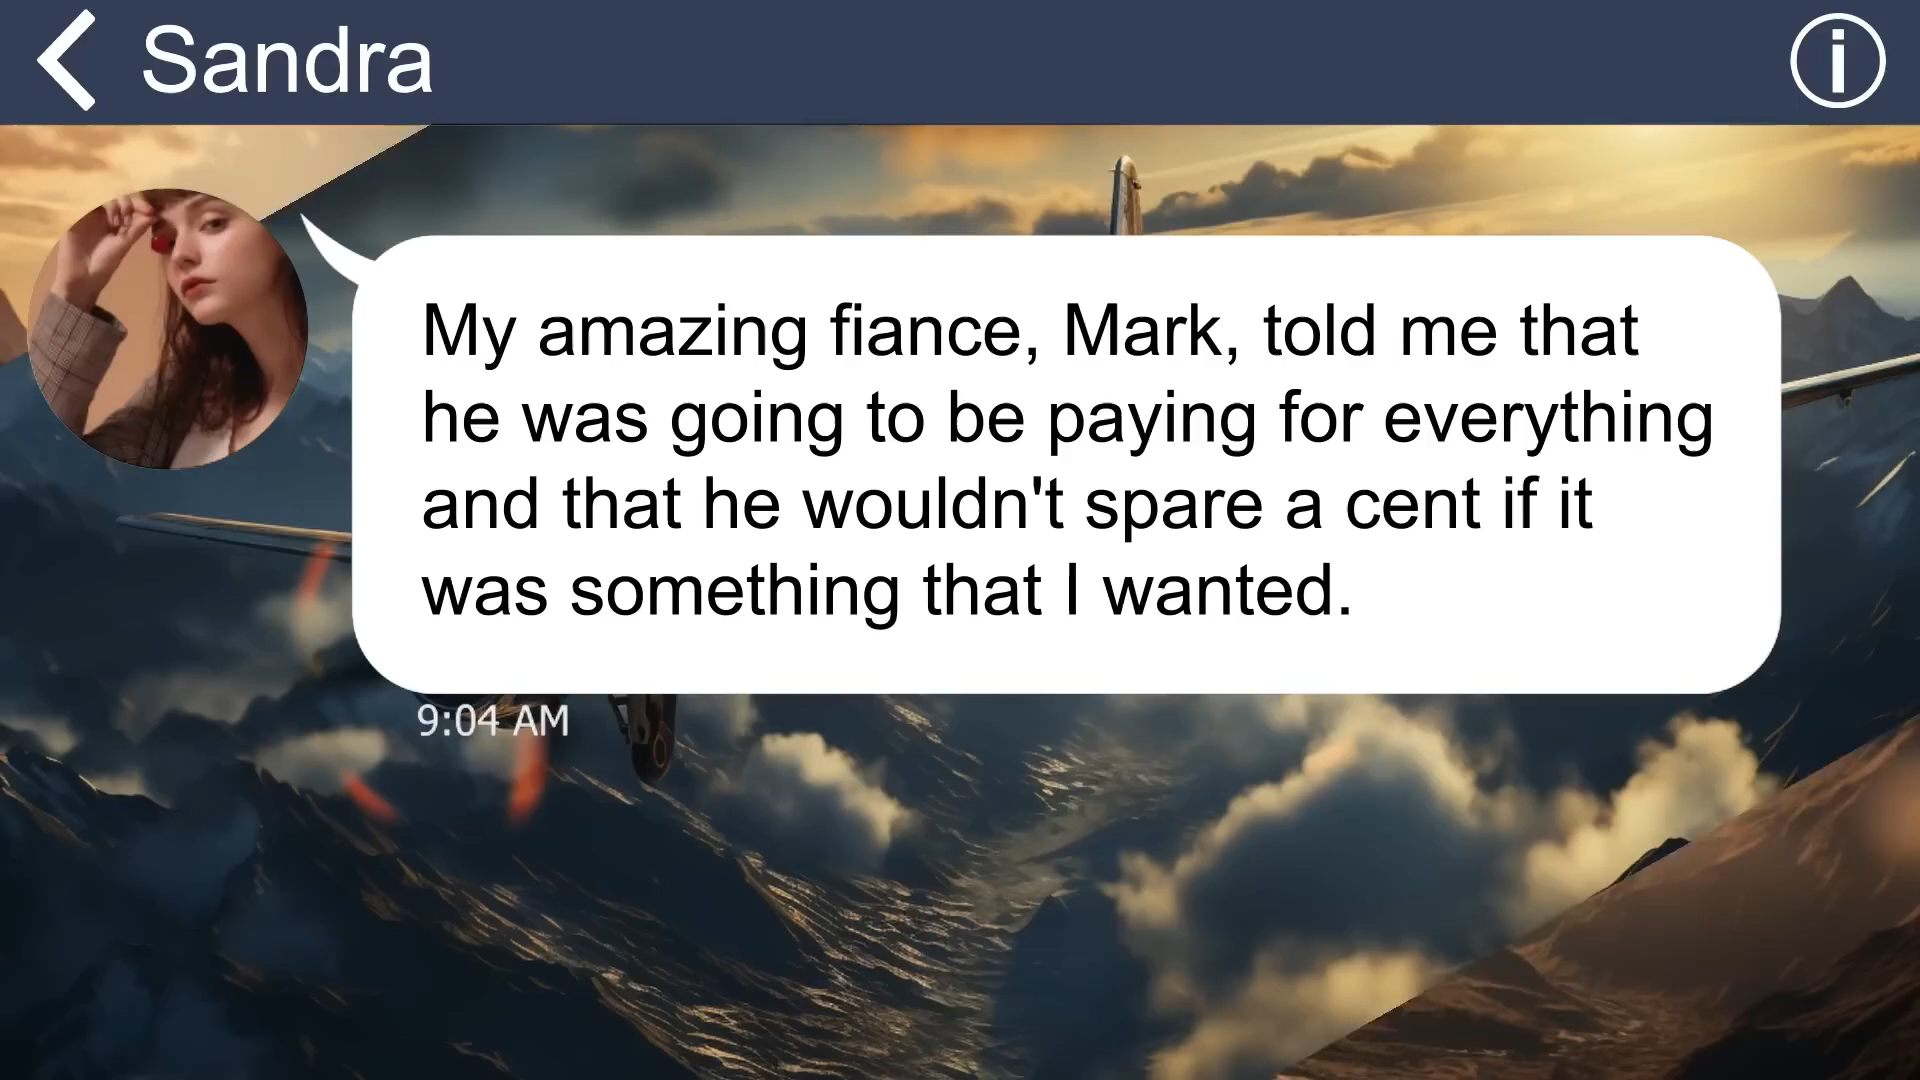 Sandra
My amazing fiance, Mark, told me that
he was going to be paying for everything
and that he wouldn't spare a cent if it
was something that I wanted.
9:04 AM